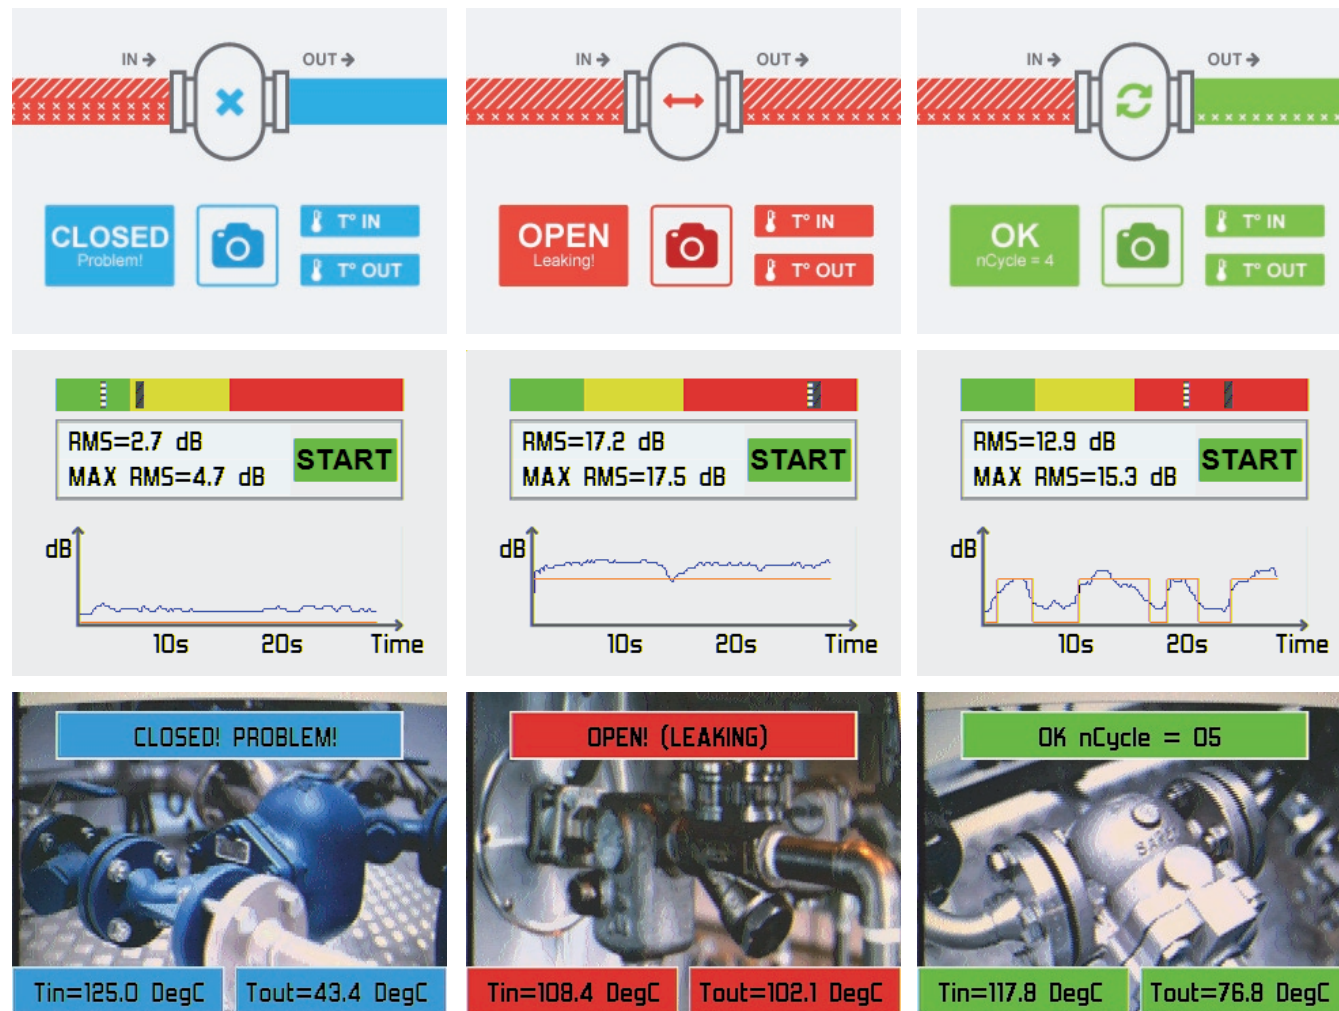 IN → OUT →
CLOSED
Problem!
T° IN
T° OUT
IN → OUT →
OPEN
Leaking!
T° IN
T° OUT
IN → OUT →
OK
nCycle = 4
T° IN
T° OUT
RMS=2.7 dB
MAX RMS=4.7 dB
START
dB
10s 20s Time
RMS=17.2 dB
MAX RMS=17.5 dB
START
dB
10s 20s Time
RMS=12.9 dB
MAX RMS=15.3 dB
START
dB
10s 20s Time
CLOSED! PROBLEM!
Tin=125.0 DegC Tout=43.4 DegC
OPEN! (LEAKING)
Tin=108.4 DegC Tout=102.1 DegC
OK nCycle = 05
Tin=117.8 DegC Tout=76.8 DegC